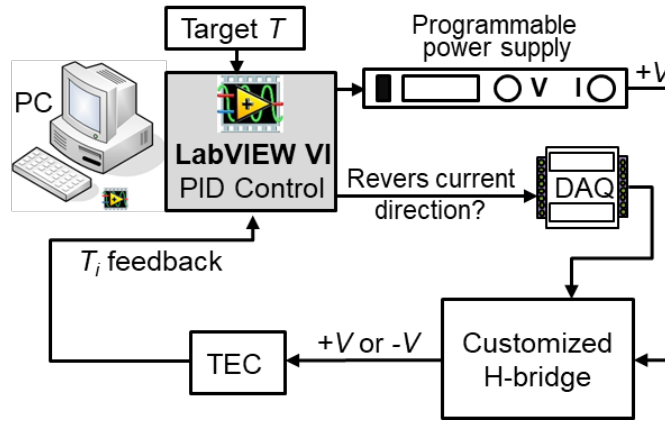 Target T
Programmable
power supply
PC
V
I
+V
LabVIEW VI
PID Control
Revers current
direction?
DAQ
Ti feedback
+V or -V
TEC
Customized
H-bridge